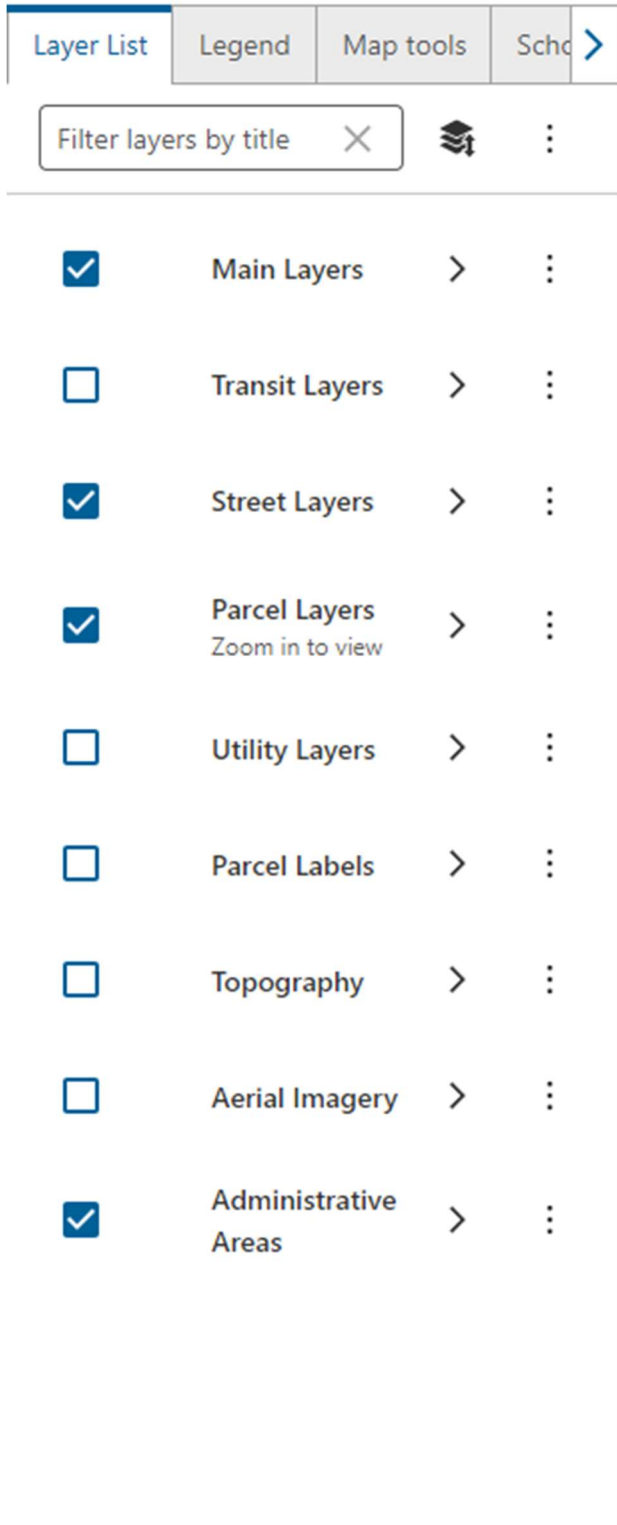 Layer List Legend Map tools
Filter layers by title
Main Layers
Transit Layers
Street Layers
Parcel Layers
Zoom in to view
Utility Layers
Parcel Labels
Topography
Aerial Imagery
Administrative
Areas